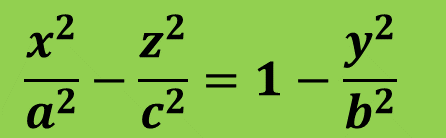 x²/a² − z²/c² = 1 − y²/b²